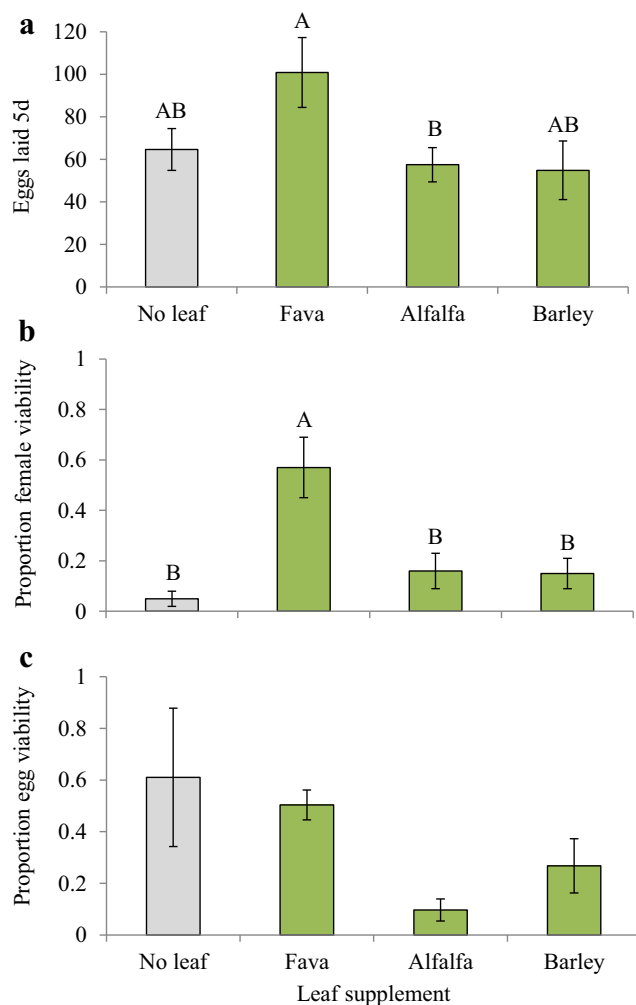 a
Eggs laid 5d
120
100
80
60
40
20
0
AB
A
B
AB
No leaf Fava Alfalfa Barley
b
Proportion female viability
1
0.8
0.6
0.4
0.2
0
B
A
B
B
c
Proportion egg viability
1
0.8
0.6
0.4
0.2
0
No leaf Fava Alfalfa Barley
Leaf supplement